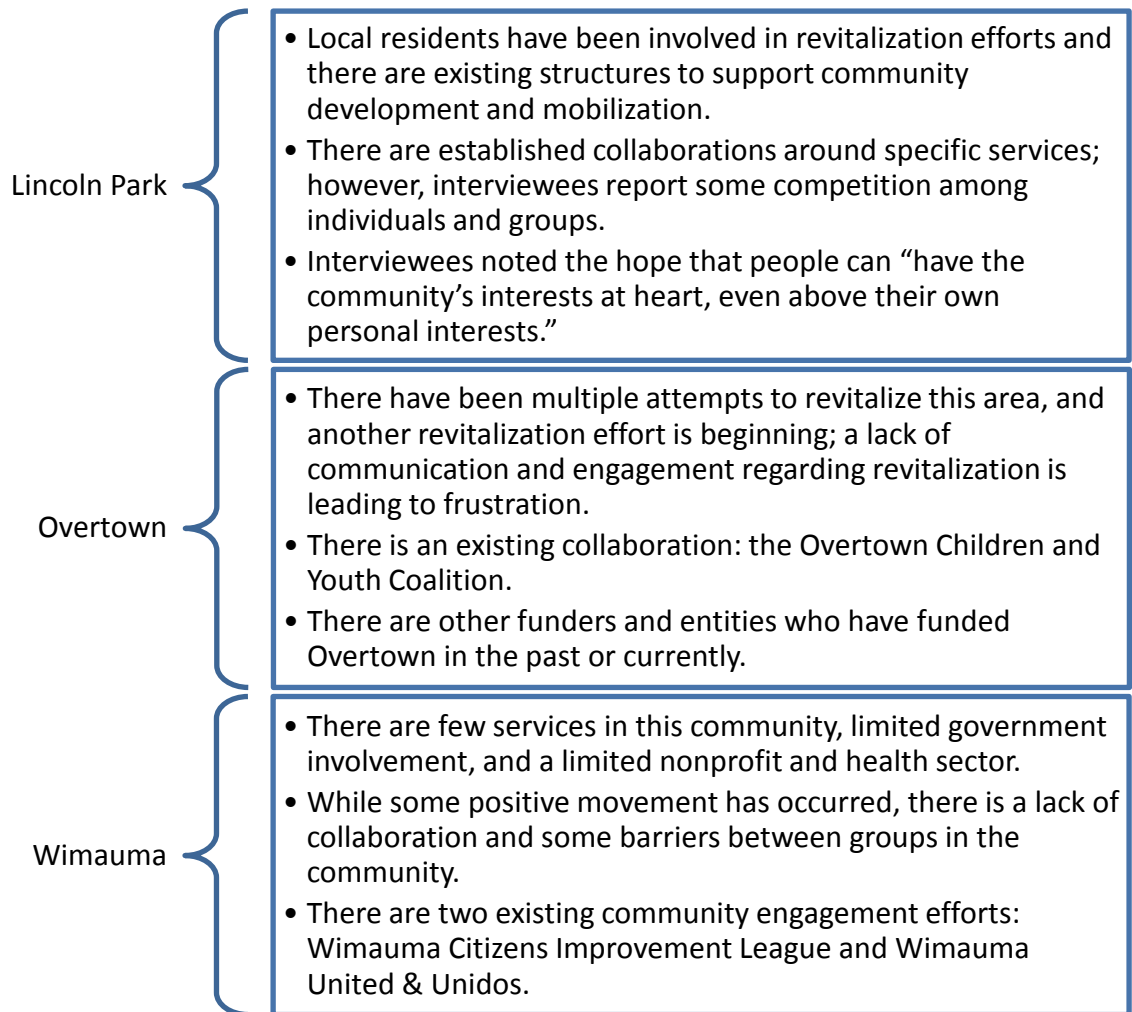 Lincoln Park
• Local residents have been involved in revitalization efforts and
there are existing structures to support community
development and mobilization.
• There are established collaborations around specific services;
however, interviewees report some competition among
individuals and groups.
• Interviewees noted the hope that people can “have the
community’s interests at heart, even above their own
personal interests.”
Overtown
• There have been multiple attempts to revitalize this area, and
another revitalization effort is beginning; a lack of
communication and engagement regarding revitalization is
leading to frustration.
• There is an existing collaboration: the Overtown Children and
Youth Coalition.
• There are other funders and entities who have funded
Overtown in the past or currently.
Wimauma
• There are few services in this community, limited government
involvement, and a limited nonprofit and health sector.
• While some positive movement has occurred, there is a lack of
collaboration and some barriers between groups in the
community.
• There are two existing community engagement efforts:
Wimauma Citizens Improvement League and Wimauma
United & Unidos.